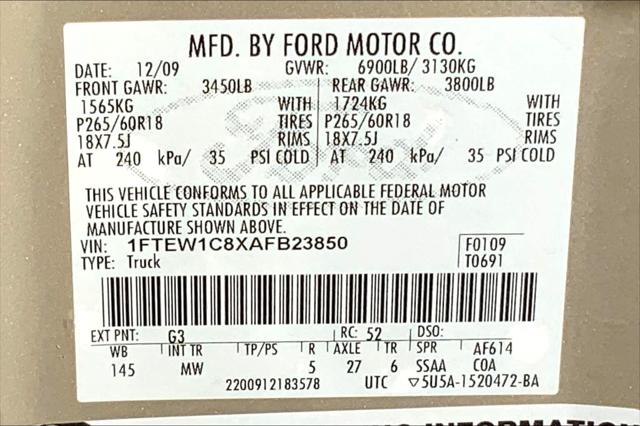 MFD. BY FORD MOTOR CO.
DATE: 12/09 GVWR: 6900LB/ 3130KG
FRONT GAWR: 3450LB REAR GAWR: 3800LB
1565KG WITH 1724KG WITH
P265/60R18 TIRES P265/60R18 TIRES
18X7.5J RIMS 18X7.5J RIMS
AT 240 kPa/ 35 PSI COLD AT 240 kPa/ 35 PSI COLD
THIS VEHICLE CONFORMS TO ALL APPLICABLE FEDERAL MOTOR
VEHICLE SAFETY STANDARDS IN EFFECT ON THE DATE OF
MANUFACTURE SHOWN ABOVE.
VIN: 1FTEW1C8XAFB23850 F0109
TYPE: Truck T0691
EXT PNT: G3 RC: 52 DSO:
WB INT TR TP/PS R AXLE TR SPR AF614
145 MW 5 27 6 SSAA COA
2200912183578 UTC ▽5U5A-1520472-BA
INFORMATION